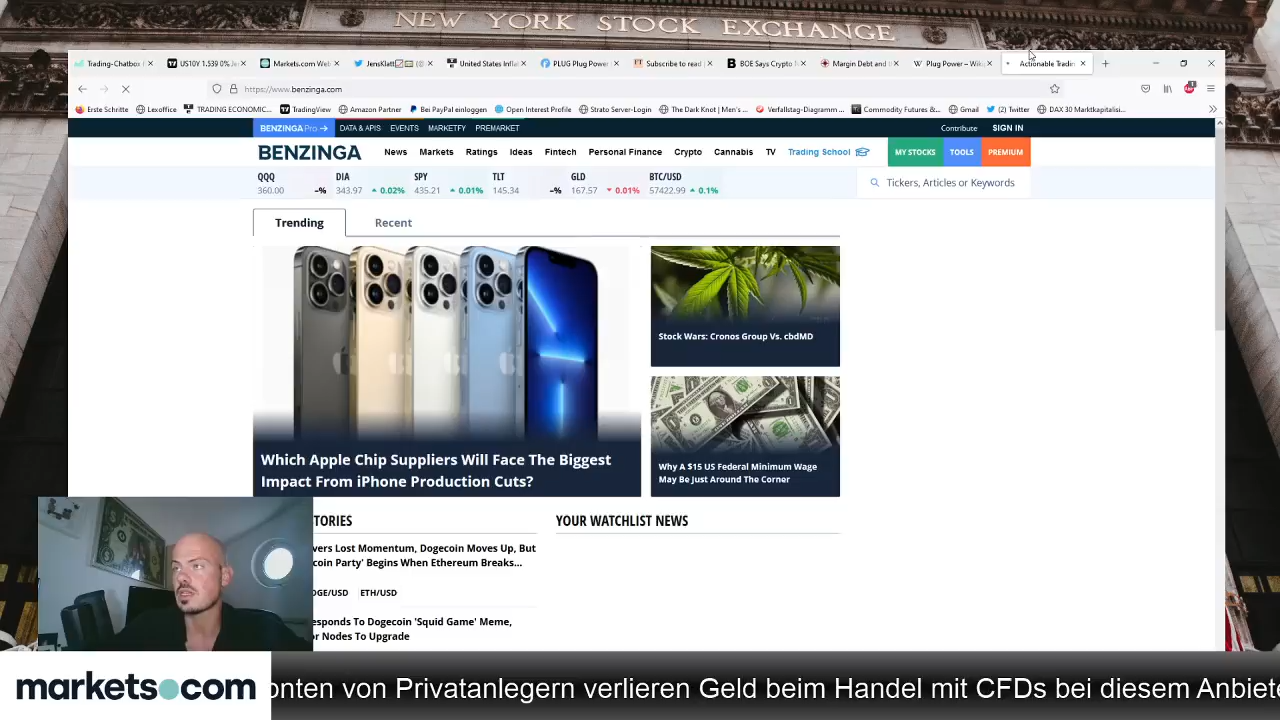 NEW YORK STOCK EXCHANGE
Trading-Chatbox
US10Y 1.539 0%
Markets.com Web
JensKlatt
United States Infla
PLUG Plug Power
Subscribe to read
BOE Says Crypto
Margin Debt and
Plug Power – Wiki
Actionable Tradin
https://www.benzinga.com
Erste Schritte
Lexoffice
TRADING ECONOMIC...
TradingView
Amazon Partner
Bei PayPal einloggen
Open Interest Profile
Strato Server-Login
The Dark Knot | Men's ...
Verfallstag-Diagramm ...
Commodity Futures &...
Gmail
(2) Twitter
DAX 30 Marktkapitalisi...
BENZINGA Pro →
DATA & APIS
EVENTS
MARKETFY
PREMARKET
Contribute
SIGN IN
BENZINGA
News
Markets
Ratings
Ideas
Fintech
Personal Finance
Crypto
Cannabis
TV
Trading School
MY STOCKS
TOOLS
PREMIUM
QQQ
360.00 –%
DIA
343.97 ▲ 0.02%
SPY
435.21 ▲ 0.01%
TLT
145.34 –%
GLD
167.57 ▼ 0.01%
BTC/USD
57422.99 ▲ 0.1%
Tickers, Articles or Keywords
Trending
Recent
Which Apple Chip Suppliers Will Face The Biggest
Impact From iPhone Production Cuts?
Stock Wars: Cronos Group Vs. cbdMD
Why A $15 US Federal Minimum Wage
May Be Just Around The Corner
TORIES
YOUR WATCHLIST NEWS
vers Lost Momentum, Dogecoin Moves Up, But
coin Party' Begins When Ethereum Breaks...
OGE/USD
ETH/USD
esponds To Dogecoin 'Squid Game' Meme,
or Nodes To Upgrade
markets.com
onten von Privatanlegern verlieren Geld beim Handel mit CFDs bei diesem Anbiete